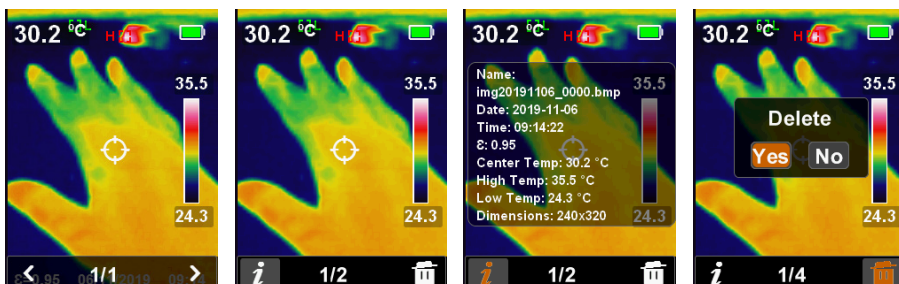 30.2 °C
H
35.5
24.3
1/1
30.2 °C
H
35.5
24.3
i
1/2
30.2 °C
H
Name:
img20191106_0000.bmp
Date: 2019-11-06
Time: 09:14:22
Ɛ: 0.95
Center Temp: 30.2 °C
High Temp: 35.5 °C
Low Temp: 24.3 °C
Dimensions: 240x320
35.5
24.3
i
1/2
30.2 °C
H
35.5
Delete
Yes No
24.3
i
1/4